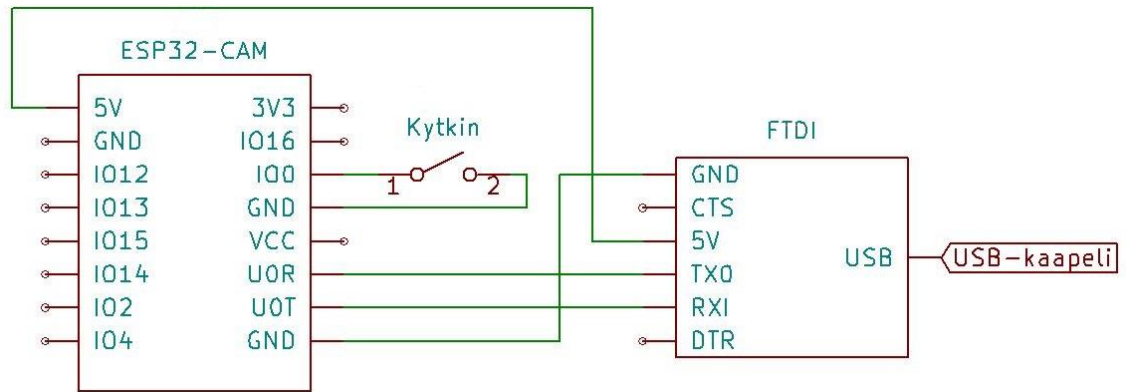 ESP32-CAM
5V
GND
IO12
IO13
IO15
IO14
IO2
IO4
3V3
IO16
IO0
GND
VCC
U0R
U0T
GND
Kytkin
1 2
FTDI
GND
CTS
5V
TXO
RXI
DTR
USB
USB-kaapeli